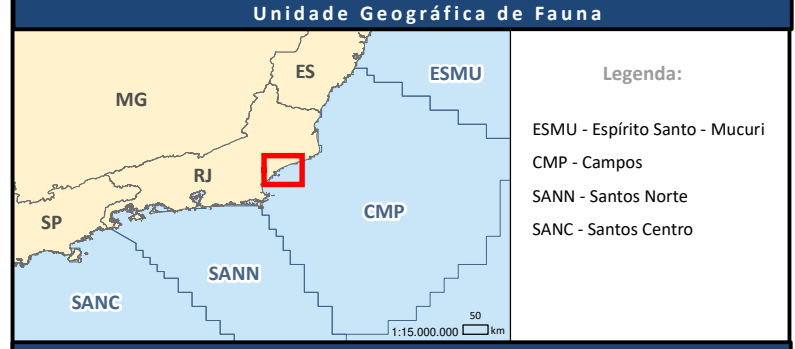 Unidade Geográfica de Fauna
ES
ESMU
MG
RJ
CMP
SP
SANN
SANC
50
1:15.000.000 km
Legenda:
ESMU - Espírito Santo - Mucuri
CMP - Campos
SANN - Santos Norte
SANC - Santos Centro